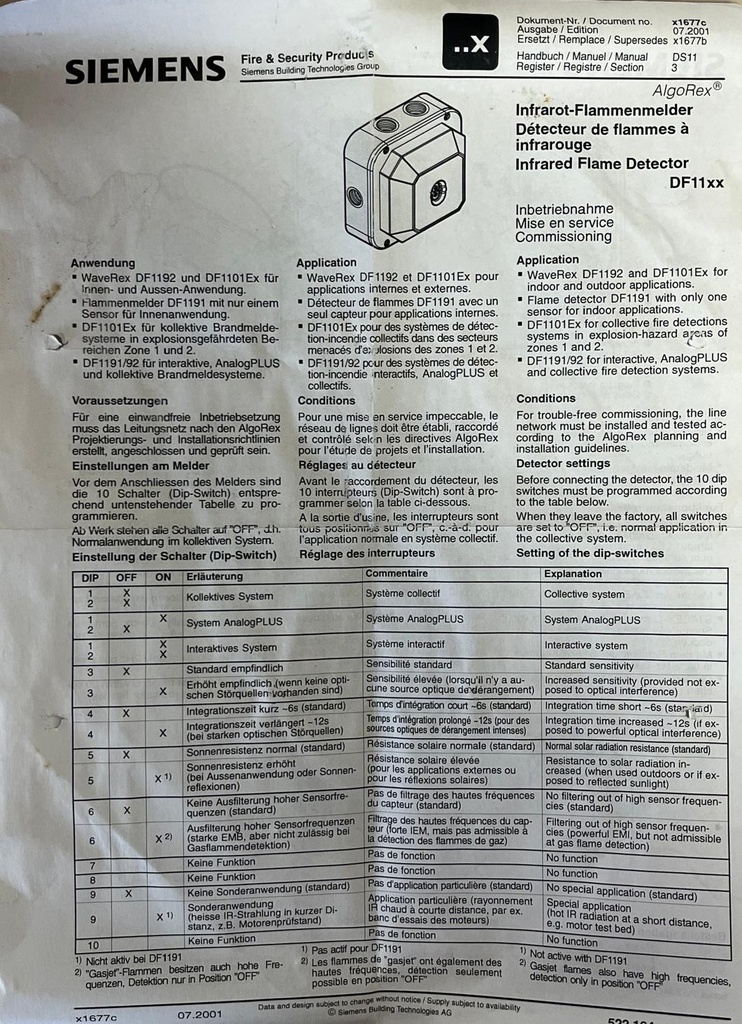 SIEMENS
Fire & Security Products
Siemens Building Technologies Group
..X
Dokument-Nr. / Document no. x1677c
Ausgabe / Edition 07.2001
Ersetzt / Remplace / Supersedes x1677b
Handbuch / Manuel / Manual DS11
Register / Registre / Section 3
AlgoRex®
Infrarot-Flammenmelder
Détecteur de flammes à
infrarouge
Infrared Flame Detector
DF11xx
Inbetriebnahme
Mise en service
Commissioning
Anwendung
▪ WaveRex DF1192 und DF1101Ex für
Innen- und Aussen-Anwendung.
▪ Flammenmelder DF1191 mit nur einem
Sensor für Innenanwendung.
▪ DF1101Ex für kollektive Brandmelde-
systeme in explosionsgefährdeten Be-
reichen Zone 1 und 2.
▪ DF1191/92 für interaktive, AnalogPLUS
und kollektive Brandmeldesysteme.
Voraussetzungen
Für eine einwandfreie Inbetriebsetzung
muss das Leitungsnetz nach den AlgoRex
Projektierungs- und Installationsrichtlinien
erstellt, angeschlossen und geprüft sein.
Einstellungen am Melder
Vor dem Anschliessen des Melders sind
die 10 Schalter (Dip-Switch) entspre-
chend untenstehender Tabelle zu pro-
grammieren.
Ab Werk stehen alle Schalter auf "OFF", d.h.
Normalanwendung im kollektiven System.
Einstellung der Schalter (Dip-Switch)
Application
▪ WaveRex DF1192 et DF1101Ex pour
applications internes et externes.
▪ Détecteur de flammes DF1191 avec un
seul capteur pour applications internes.
▪ DF1101Ex pour des systèmes de détec-
tion-incendie collectifs dans des secteurs
menacés d'explosions des zones 1 et 2.
▪ DF1191/92 pour des systèmes de détec-
tion-incendie interactifs, AnalogPLUS et
collectifs.
Conditions
Pour une mise en service impeccable, le
réseau de lignes doit être établi, raccordé
et contrôlé selon les directives AlgoRex
pour l'étude de projets et l'installation.
Réglages au détecteur
Avant le raccordement du détecteur, les
10 interrupteurs (Dip-Switch) sont à pro-
grammer selon la table ci-dessous.
A la sortie d'usine, les interrupteurs sont
tous positionnés sur "OFF", c.-à-d. pour
l'application normale en système collectif.
Réglage des interrupteurs
Application
▪ WaveRex DF1192 and DF1101Ex for
indoor and outdoor applications.
▪ Flame detector DF1191 with only one
sensor for indoor applications.
▪ DF1101Ex for collective fire detections
systems in explosion-hazard areas of
zones 1 and 2.
▪ DF1191/92 for interactive, AnalogPLUS
and collective fire detection systems.
Conditions
For trouble-free commissioning, the line
network must be installed and tested ac-
cording to the AlgoRex planning and
installation guidelines.
Detector settings
Before connecting the detector, the 10 dip
switches must be programmed according
to the table below.
When they leave the factory, all switches
are set to "OFF", i.e. normal application in
the collective system.
Setting of the dip-switches
DIP OFF ON Erläuterung Commentaire Explanation
1 X
2 X
Kollektives System Système collectif Collective system
1 X
2 X
System AnalogPLUS Système AnalogPLUS System AnalogPLUS
1 X
2 X
Interaktives System Système interactif Interactive system
3 X Standard empfindlich Sensibilité standard Standard sensitivity
3 X Erhöht empfindlich (wenn keine opti-
schen Störquellen vorhanden sind)
Sensibilité élevée (lorsqu'il n'y a au-
cune source optique de dérangement)
Increased sensitivity (provided not ex-
posed to optical interference)
4 X Integrationszeit kurz ~6s (standard) Temps d'intégration court ~6s (standard) Integration time short ~6s (standard)
4 X Integrationszeit verlängert ~12s
(bei starken optischen Störquellen)
Temps d'intégration prolongé ~12s (pour des
sources optiques de dérangement intenses)
Integration time increased ~12s (if ex-
posed to powerful optical interference)
5 X Sonnenresistenz normal (standard) Résistance solaire normale (standard) Normal solar radiation resistance (standard)
5 X 1) Sonnenresistenz erhöht
(bei Aussenanwendung oder Sonnen-
reflexionen)
Résistance solaire élevée
(pour les applications externes ou
pour les réflexions solaires)
Resistance to solar radiation in-
creased (when used outdoors or if ex-
posed to reflected sunlight)
6 X Keine Ausfilterung hoher Sensorfre-
quenzen (standard)
Pas de filtrage des hautes fréquences
du capteur (standard)
No filtering out of high sensor frequen-
cies (standard)
6 X 2) Ausfilterung hoher Sensorfrequenzen
(starke EMB, aber nicht zulässig bei
Gasflammendetektion)
Filtrage des hautes fréquences du cap-
teur (forte IEM, mais pas admissible à
la détection des flammes de gaz)
Filtering out of high sensor frequen-
cies (powerful EMI, but not admissible
at gas flame detection)
7 Keine Funktion Pas de fonction No function
8 Keine Funktion Pas de fonction No function
9 X Keine Sonderanwendung (standard) Pas d'application particulière (standard) No special application (standard)
9 X 1) Sonderanwendung
(heisse IR-Strahlung in kurzer Di-
stanz, z.B. Motorenprüfstand)
Application particulière (rayonnement
IR chaud à courte distance, par ex.
banc d'essais des moteurs)
Special application
(hot IR radiation at a short distance,
e.g. motor test bed)
10 Keine Funktion Pas de fonction No function
1) Nicht aktiv bei DF1191
2) "Gasjet"-Flammen besitzen auch hohe Fre-
quenzen, Detektion nur in Position "OFF"
1) Pas actif pour DF1191
2) Les flammes de "gasjet" ont également des
hautes fréquences, détection seulement
possible en position "OFF"
1) Not active with DF1191
2) Gasjet flames also have high frequencies,
detection only in position "OFF"
x1677c
07.2001
Data and design subject to change without notice / Supply subject to availability
© Siemens Building Technologies AG